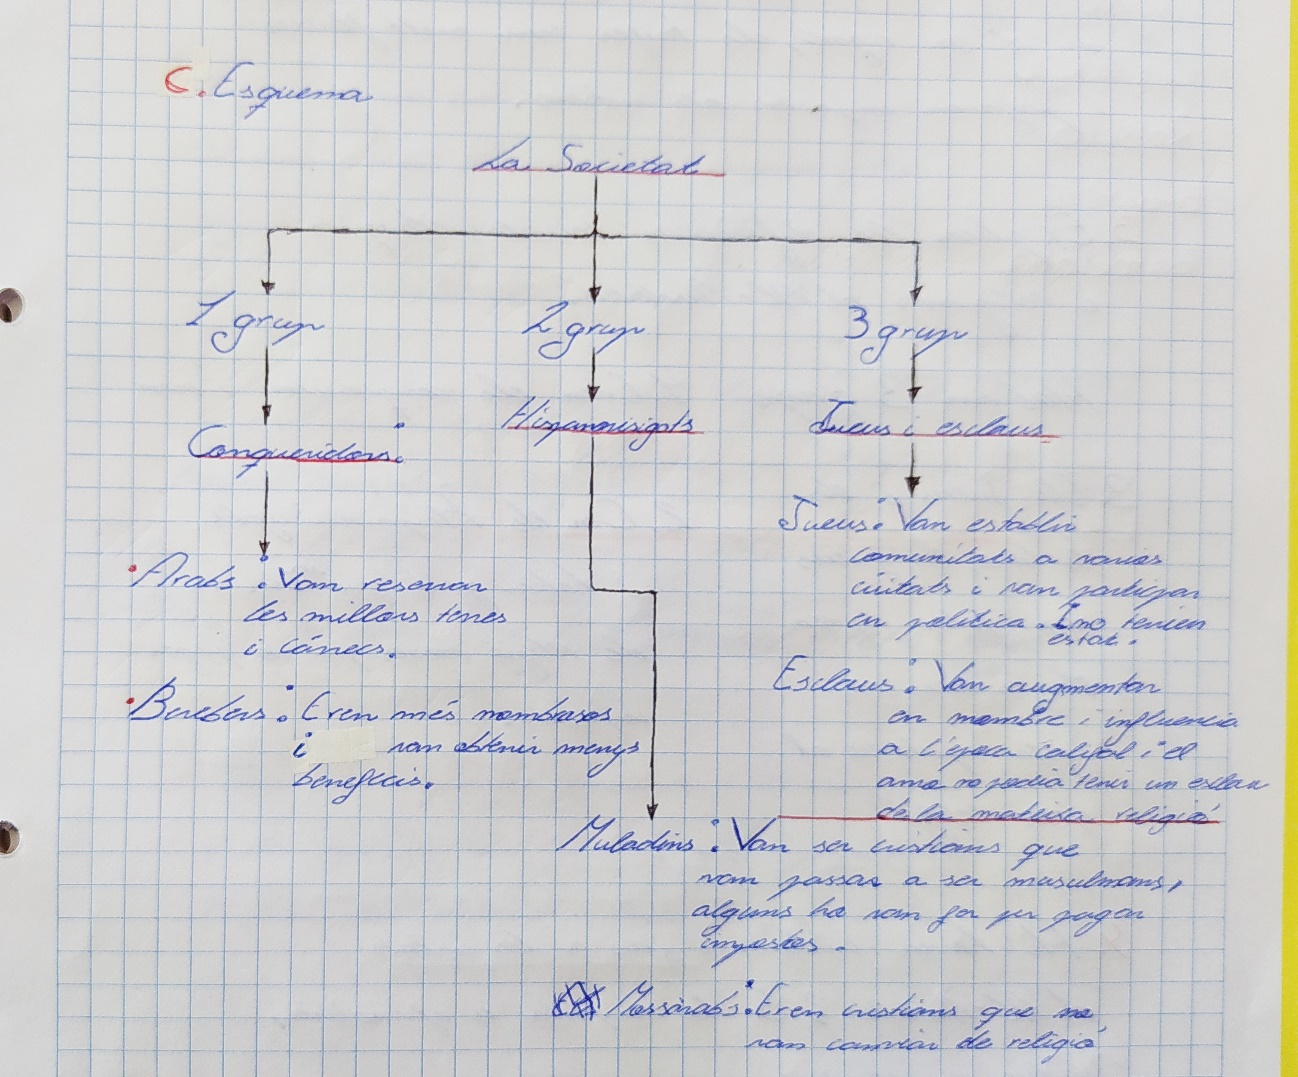 C. Esquema
La Societat
1 grup
2 grup
3 grup
Conqueridors:
Hispanovisigots
Jueus i esclaus
• Arabs: Van reservar
les millors terres
i càrrecs.
• Berebers: Eren més nombrosos
i van obtenir menys
beneficis.
Jueus: Van establir
comunitats a varies
ciutats i van participar
en política. I no tenien
estat.
Esclaus: Van augmentar
en nombre i influencia
a l'època califal i el
amo no podia tenir un esclau
de la mateixa religió
Muladins: Van ser cristians que
van passar a ser musulmans,
alguns ho van fer per pagar
impostos.
Mossàrabs: Eren cristians que no
van canviar de religió